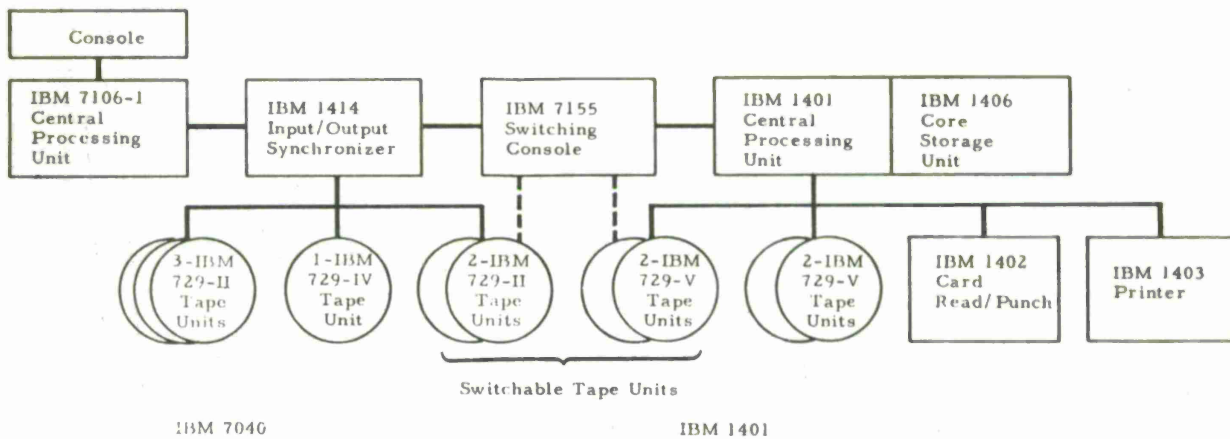 Console
IBM 7106-1
Central
Processing
Unit
IBM 1414
Input/Output
Synchronizer
IBM 7155
Switching
Console
IBM 1401
Central
Processing
Unit
IBM 1406
Core
Storage
Unit
3-IBM
729-II
Tape
Units
1-IBM
729-IV
Tape
Unit
2-IBM
729-II
Tape
Units
2-IBM
729-V
Tape
Units
2-IBM
729-V
Tape
Units
IBM 1402
Card
Read/Punch
IBM 1403
Printer
Switchable Tape Units
IBM 7040
IBM 1401